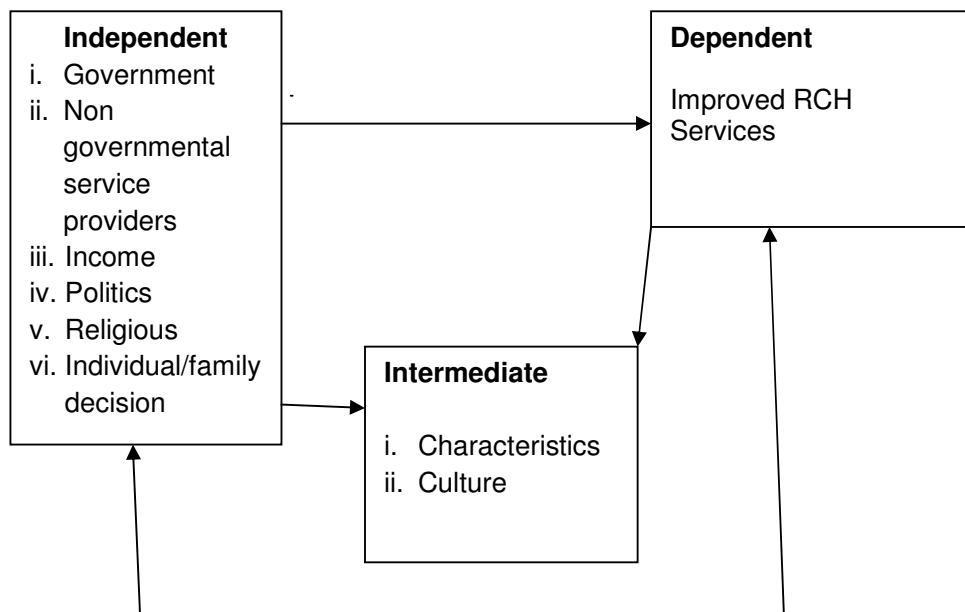 Independent
i. Government
ii. Non
governmental
service
providers
iii. Income
iv. Politics
v. Religious
vi. Individual/family
decision
Dependent
Improved RCH
Services
Intermediate
i. Characteristics
ii. Culture